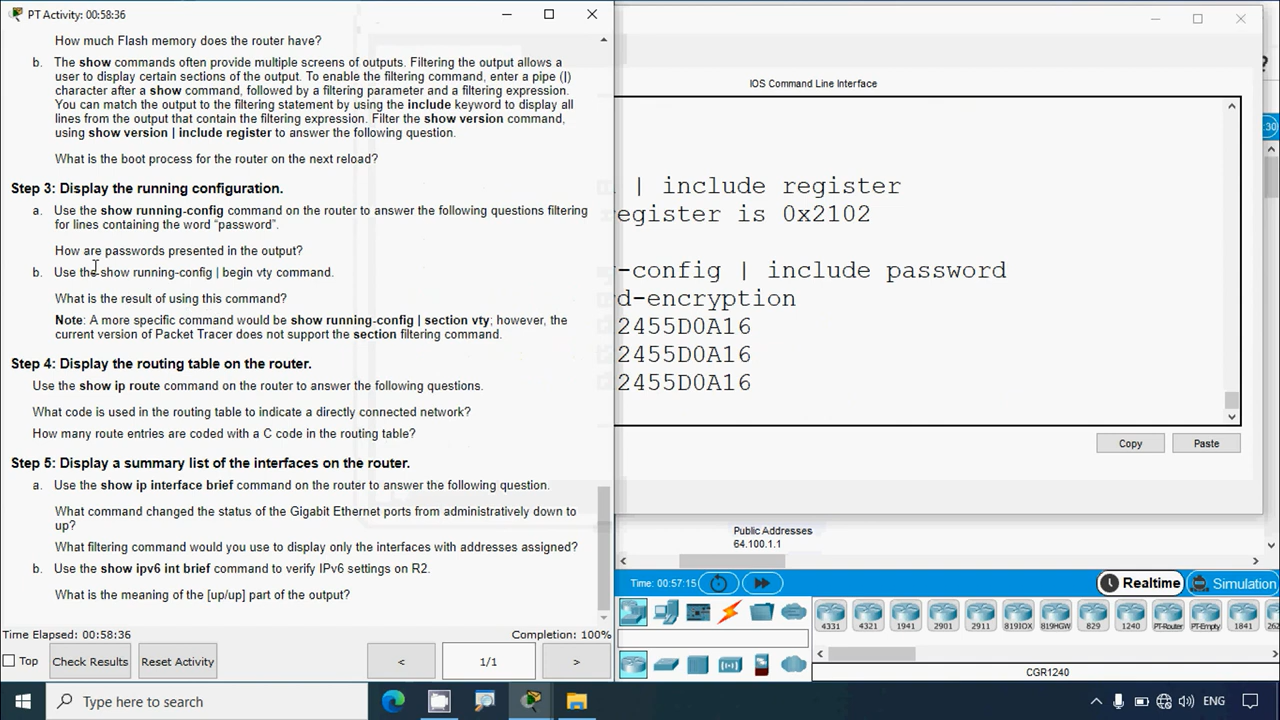 PT Activity: 00:58:36
How much Flash memory does the router have?
b. The show commands often provide multiple screens of outputs. Filtering the output allows a
user to display certain sections of the output. To enable the filtering command, enter a pipe (|)
character after a show command, followed by a filtering parameter and a filtering expression.
You can match the output to the filtering statement by using the include keyword to display all
lines from the output that contain the filtering expression. Filter the show version command,
using show version | include register to answer the following question.
What is the boot process for the router on the next reload?
Step 3: Display the running configuration.
a. Use the show running-config command on the router to answer the following questions filtering
for lines containing the word “password”.
How are passwords presented in the output?
b. Use the show running-config | begin vty command.
What is the result of using this command?
Note: A more specific command would be show running-config | section vty; however, the
current version of Packet Tracer does not support the section filtering command.
Step 4: Display the routing table on the router.
Use the show ip route command on the router to answer the following questions.
What code is used in the routing table to indicate a directly connected network?
How many route entries are coded with a C code in the routing table?
Step 5: Display a summary list of the interfaces on the router.
a. Use the show ip interface brief command on the router to answer the following question.
What command changed the status of the Gigabit Ethernet ports from administratively down to
up?
What filtering command would you use to display only the interfaces with addresses assigned?
b. Use the show ipv6 int brief command to verify IPv6 settings on R2.
What is the meaning of the [up/up] part of the output?
Time Elapsed: 00:58:36
Completion: 100%
Top
Check Results
Reset Activity
<
1/1
>
IOS Command Line Interface
| include register
register is 0x2102
-config | include password
d-encryption
2455D0A16
2455D0A16
2455D0A16
Copy
Paste
?
:30
Public Addresses
64.100.1.1
Time: 00:57:15
Realtime
Simulation
4331
4321
1941
2901
2911
819IOX
819HGW
829
1240
PT-Router
PT-Empty
1841
CGR1240
Type here to search
ENG